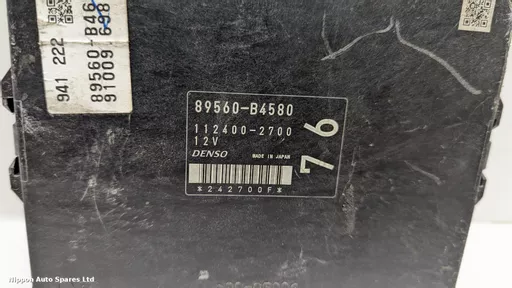 941 222
89560-B46
91009
89560-B4580
112400-2700
12V
DENSO MADE IN JAPAN
*242700F*
76
Nippon Auto Spares Ltd